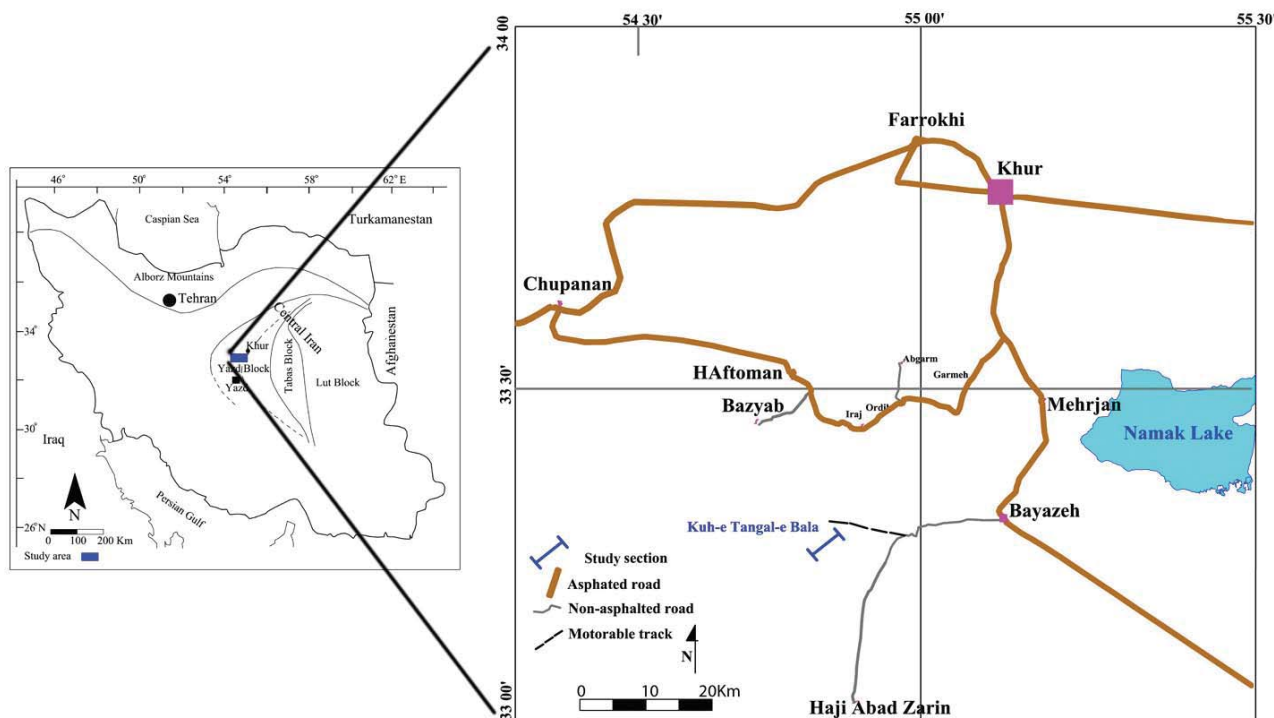 46
50
54
58
62 E
Caspian Sea
Turkamanestan
Alborz Mountains
Tehran
34
Central Iran
Khur
Yazd Block
Yazd
Tabas Block
Lut Block
Afghanestan
30
Iraq
Persian Gulf
N
26 N
0 100 200 Km
Study area
54 30'
55 00'
55 30'
34 00'
Farrokhi
Khur
Chupanan
HAftoman
Abgarm
Garmeh
33 30'
Bazyab
Iraj
Ordib
Mehrjan
Namak Lake
Kuh-e Tangal-e Bala
Bayazeh
Study section
Asphated road
Non-asphalted road
Motorable track
N
0 10 20Km
Haji Abad Zarin
33 00'